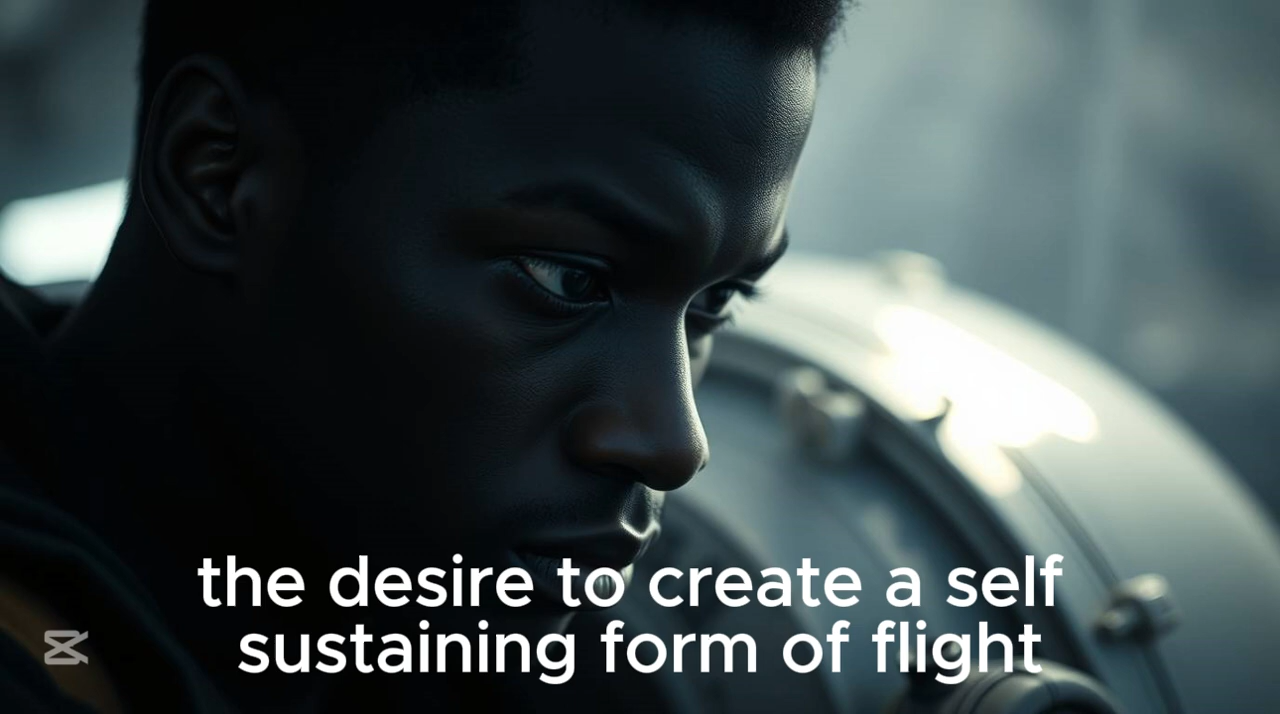 the desire to create a self
sustaining form of flight